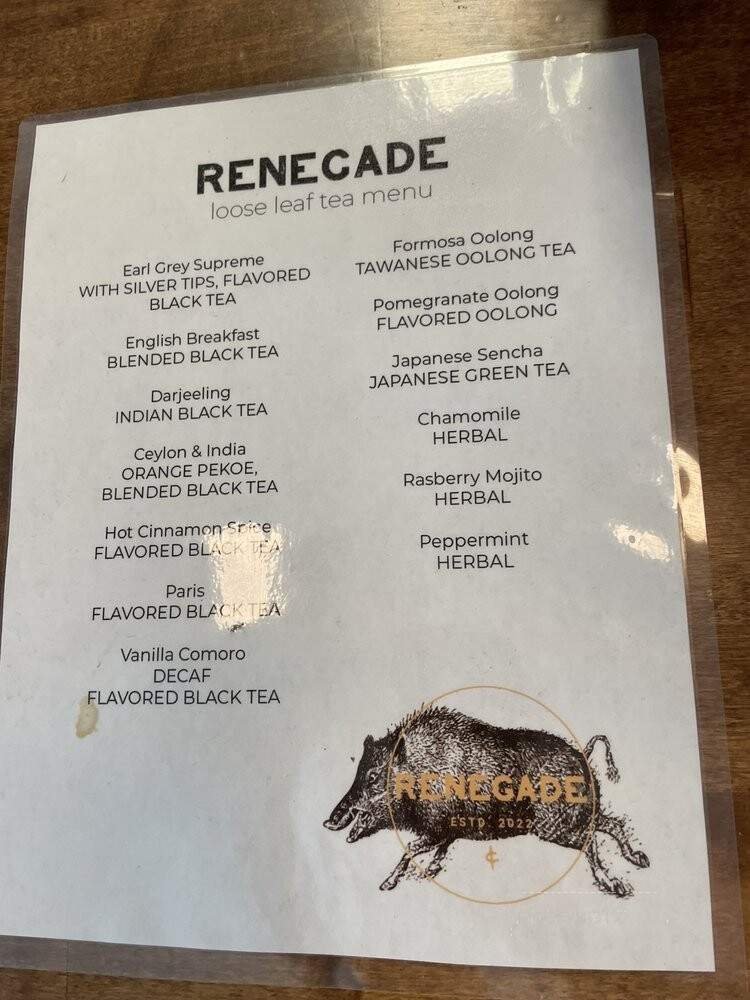 RENEGADE
loose leaf tea menu
Earl Grey Supreme
WITH SILVER TIPS, FLAVORED
BLACK TEA
English Breakfast
BLENDED BLACK TEA
Darjeeling
INDIAN BLACK TEA
Ceylon & India
ORANGE PEKOE,
BLENDED BLACK TEA
Hot Cinnamon Spice
FLAVORED BLACK TEA
Paris
FLAVORED BLACK TEA
Vanilla Comoro
DECAF
FLAVORED BLACK TEA
Formosa Oolong
TAWANESE OOLONG TEA
Pomegranate Oolong
FLAVORED OOLONG
Japanese Sencha
JAPANESE GREEN TEA
Chamomile
HERBAL
Rasberry Mojito
HERBAL
Peppermint
HERBAL
RENEGADE
ESTD. 2022
¢